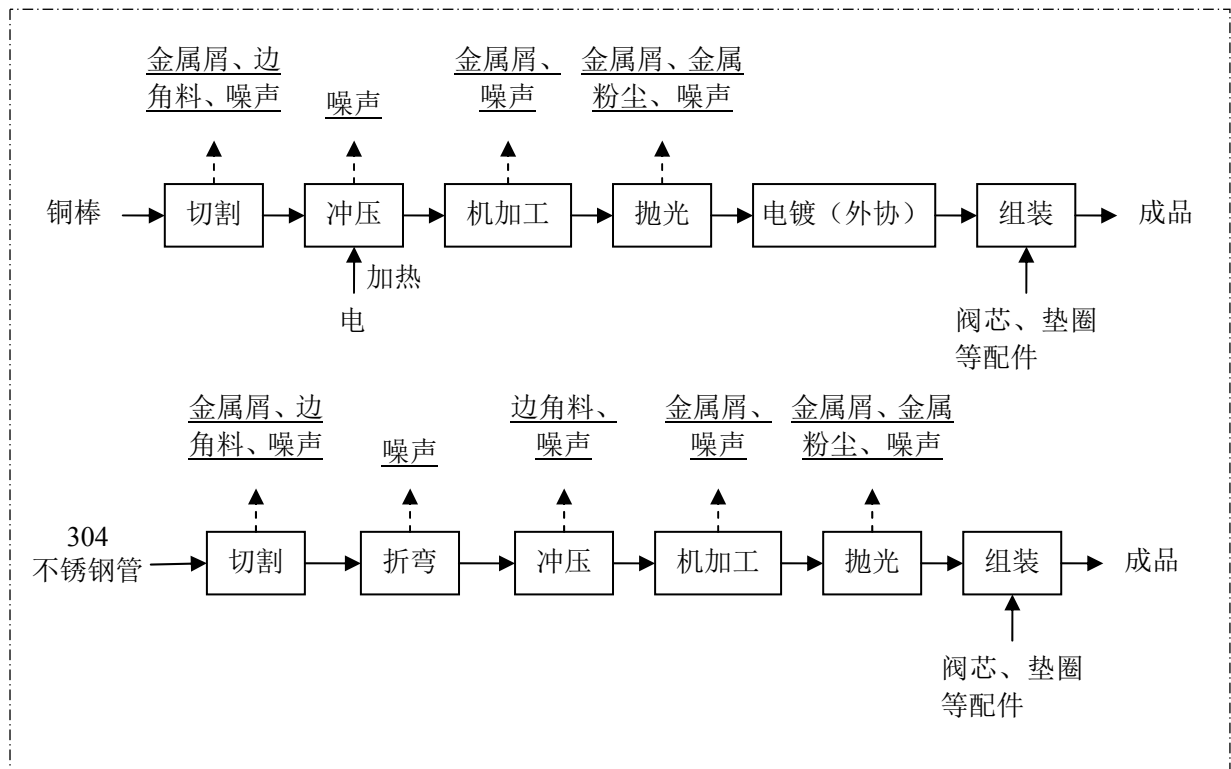 金属屑、边
角料、噪声
噪声
金属屑、
噪声
金属屑、金属
粉尘、噪声
铜棒
切割
冲压
机加工
抛光
电镀（外协）
组装
成品
加热
电
阀芯、垫圈
等配件
金属屑、边
角料、噪声
噪声
边角料、
噪声
金属屑、
噪声
金属屑、金属
粉尘、噪声
304
不锈钢管
切割
折弯
冲压
机加工
抛光
组装
成品
阀芯、垫圈
等配件